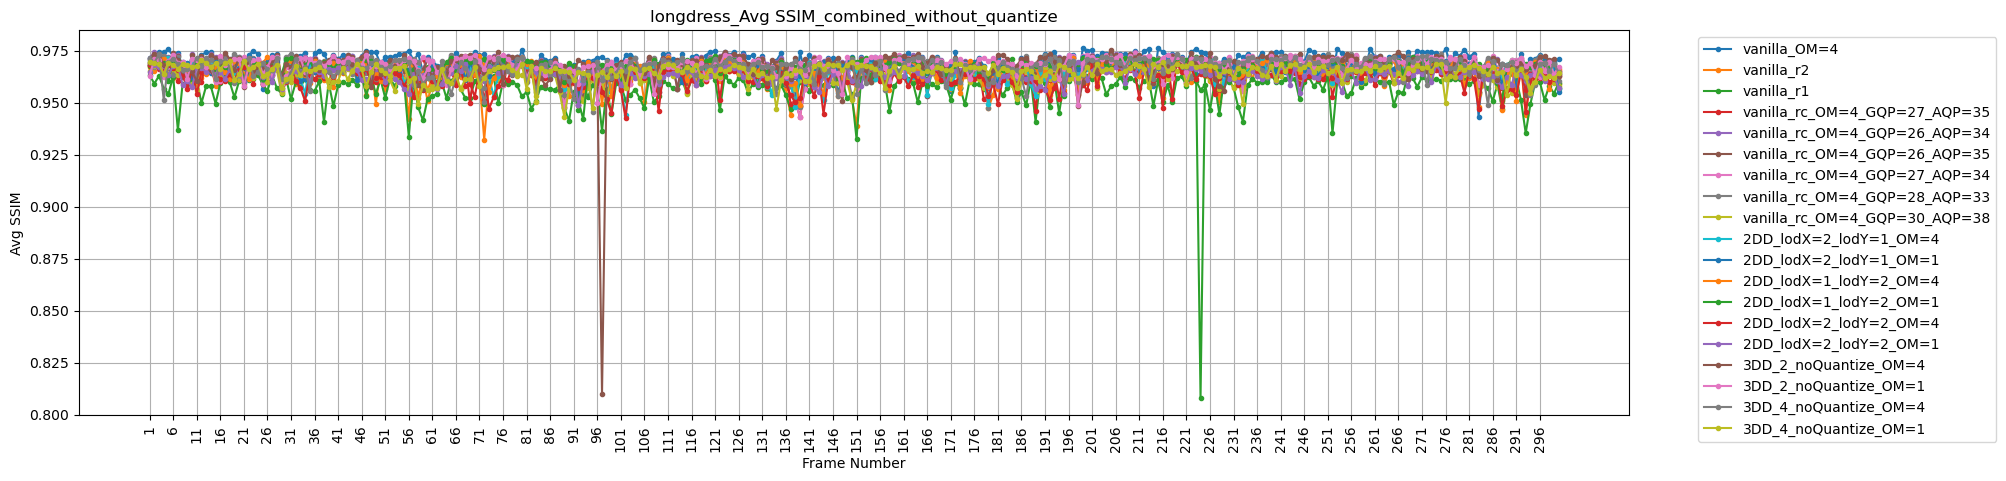 longdress_Avg SSIM_combined_without_quantize
Avg SSIM
0.975
0.950
0.925
0.900
0.875
0.850
0.825
0.800
1 6 11 16 21 26 31 36 41 46 51 56 61 66 71 76 81 86 91 96 101 106 111 116 121 126 131 136 141 146 151 156 161 166 171 176 181 186 191 196 201 206 211 216 221 226 231 236 241 246 251 256 261 266 271 276 281 286 291 296
Frame Number
vanilla_OM=4
vanilla_r2
vanilla_r1
vanilla_rc_OM=4_GQP=27_AQP=35
vanilla_rc_OM=4_GQP=26_AQP=34
vanilla_rc_OM=4_GQP=26_AQP=35
vanilla_rc_OM=4_GQP=27_AQP=34
vanilla_rc_OM=4_GQP=28_AQP=33
vanilla_rc_OM=4_GQP=30_AQP=38
2DD_lodX=2_lodY=1_OM=4
2DD_lodX=2_lodY=1_OM=1
2DD_lodX=1_lodY=2_OM=4
2DD_lodX=1_lodY=2_OM=1
2DD_lodX=2_lodY=2_OM=4
2DD_lodX=2_lodY=2_OM=1
3DD_2_noQuantize_OM=4
3DD_2_noQuantize_OM=1
3DD_4_noQuantize_OM=4
3DD_4_noQuantize_OM=1